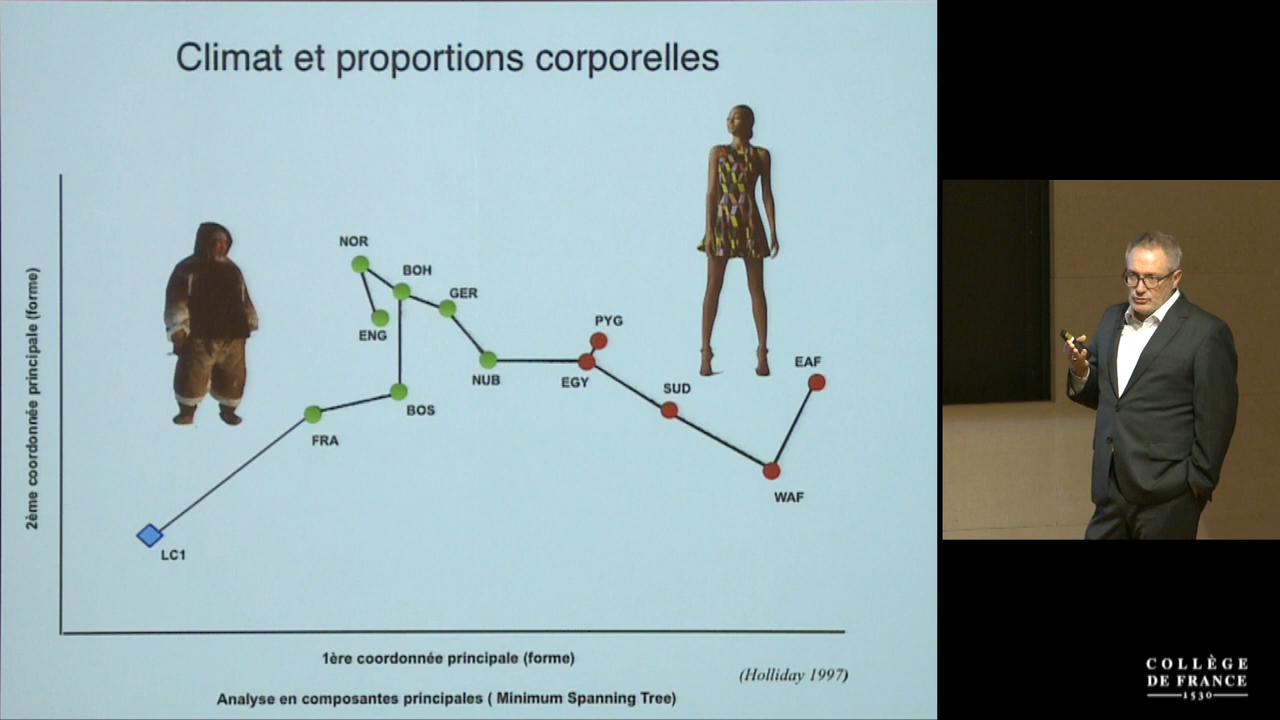 Climat et proportions corporelles
NOR
BOH
GER
ENG
PYG
NUB
EGY
SUD
EAF
BOS
FRA
WAF
LC1
2ème coordonnée principale (forme)
1ère coordonnée principale (forme)
(Holliday 1997)
Analyse en composantes principales ( Minimum Spanning Tree)
COLLÈGE
DE FRANCE
1530